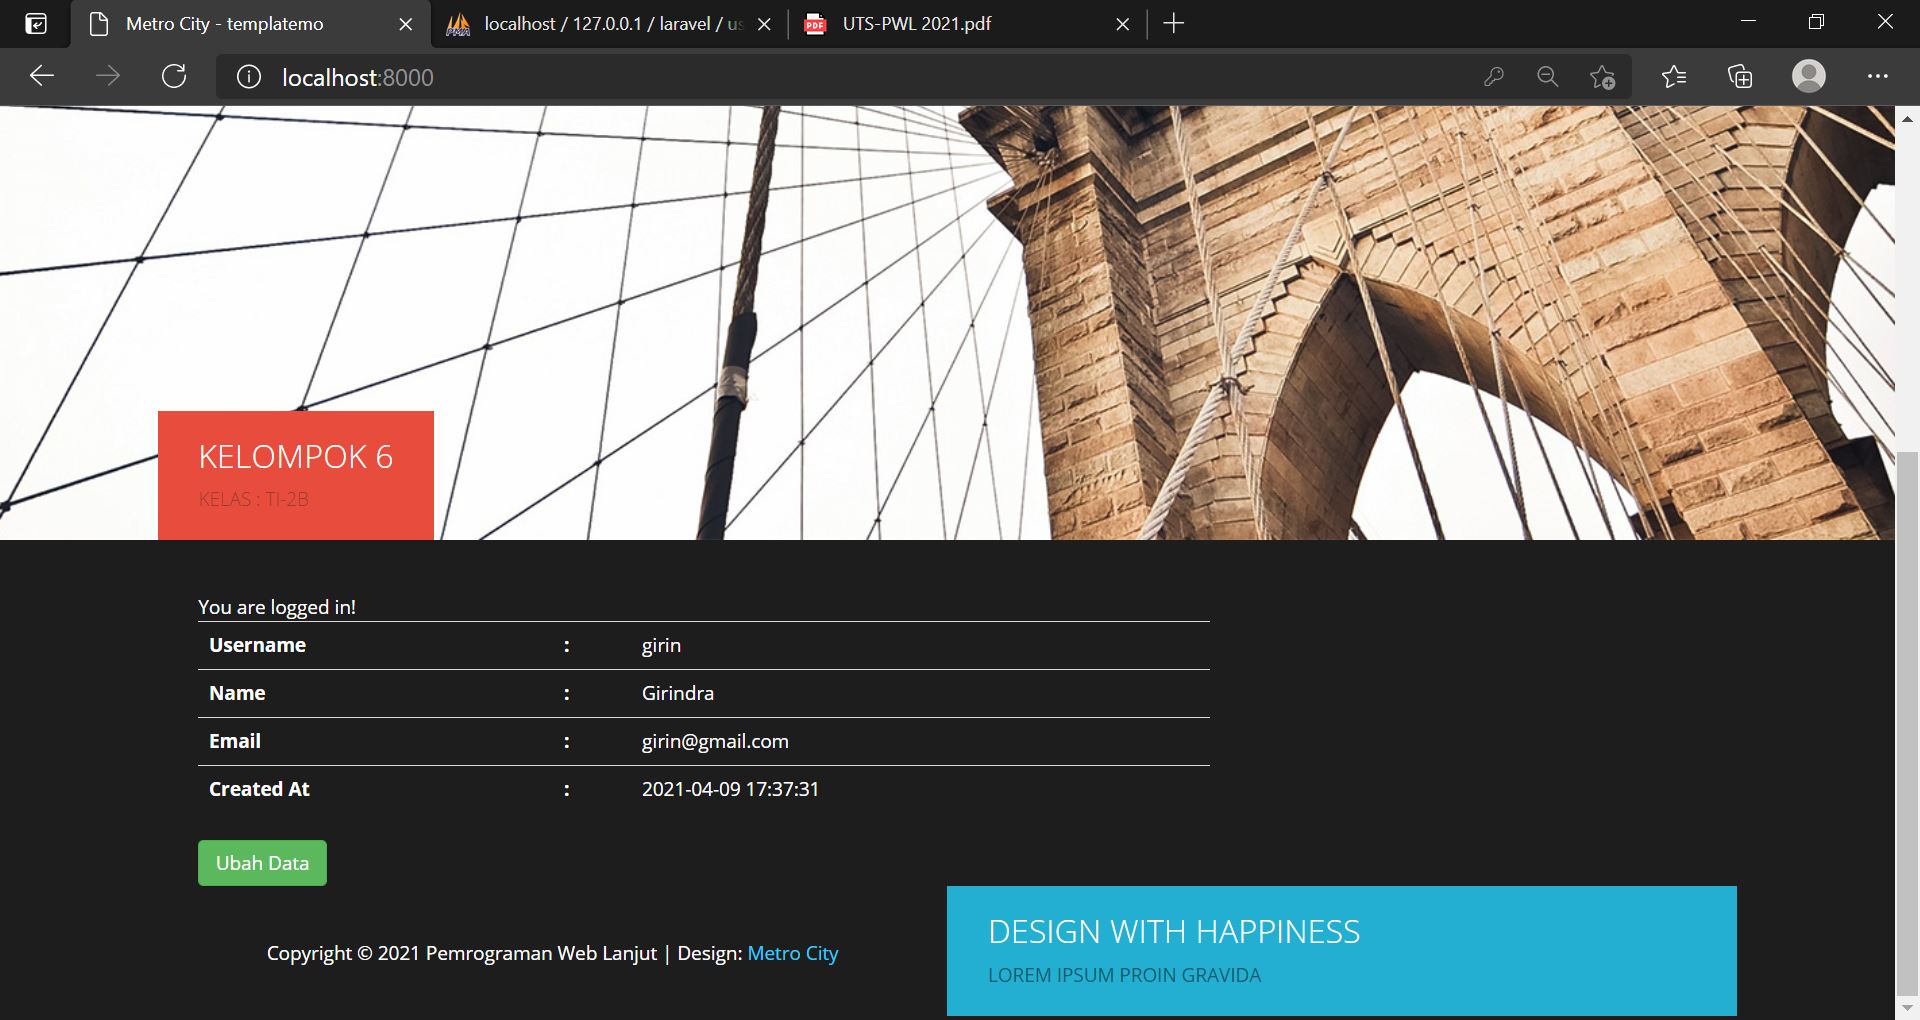 Metro City - templatemo
localhost / 127.0.0.1 / laravel / us
UTS-PWL 2021.pdf
localhost:8000
KELOMPOK 6
KELAS : TI-2B
You are logged in!
Username : girin
Name : Girindra
Email : girin@gmail.com
Created At : 2021-04-09 17:37:31
Ubah Data
Copyright © 2021 Pemrograman Web Lanjut | Design: Metro City
DESIGN WITH HAPPINESS
LOREM IPSUM PROIN GRAVIDA